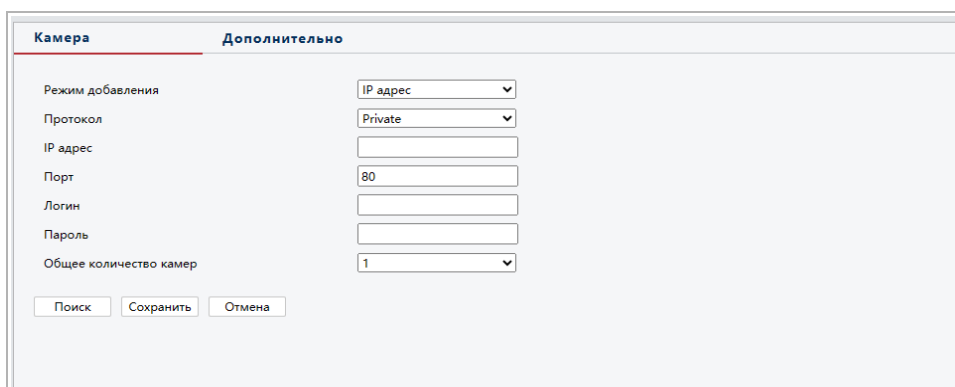 Камера Дополнительно
Режим добавления IP адрес
Протокол Private
IP адрес
Порт 80
Логин
Пароль
Общее количество камер 1
Поиск Сохранить Отмена